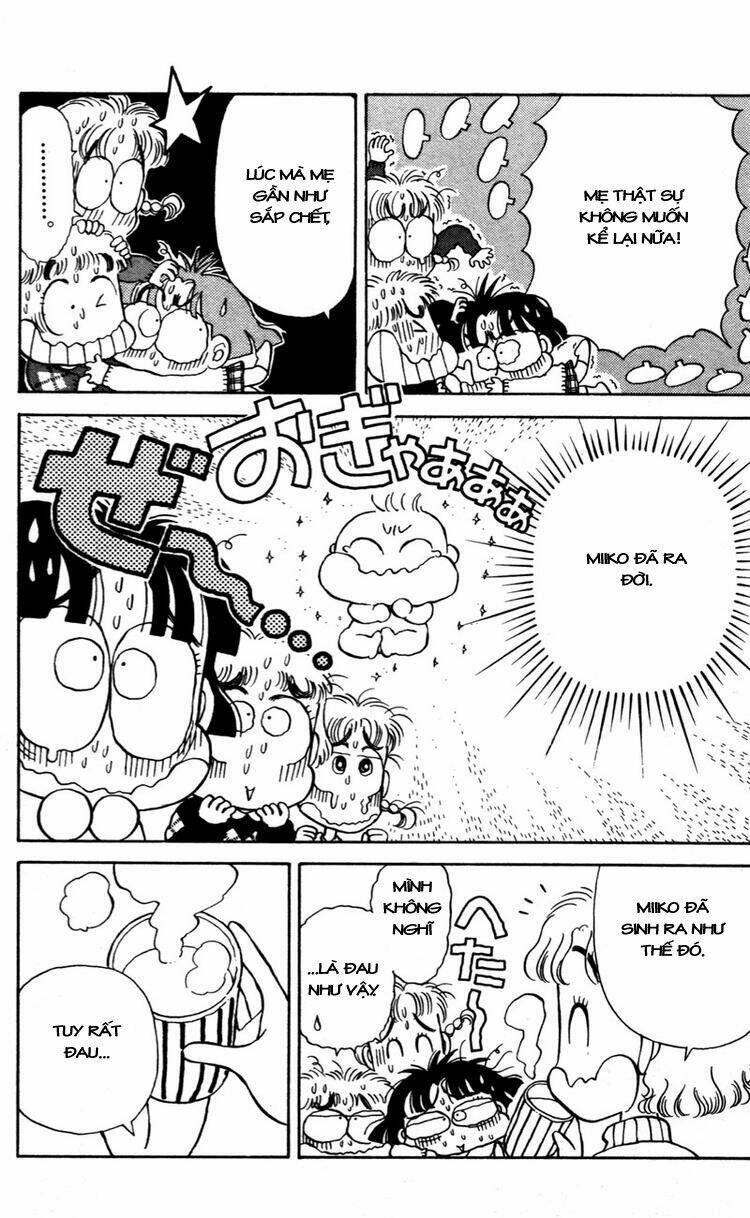 MẸ THẬT SỰ
KHÔNG MUỐN
KỂ LẠI NỮA!
LÚC MÀ MẸ
GẦN NHƯ
SẮP CHẾT,
.........
MIIKO ĐÃ RA
ĐỜI.
おぎゃあああ
ぜ〜...
MIIKO ĐÃ
SINH RA NHƯ
THẾ ĐÓ.
へた〜
MÌNH
KHÔNG
NGHĨ
...LÀ ĐAU
NHƯ VẬY.
TUY RẤT
ĐAU...